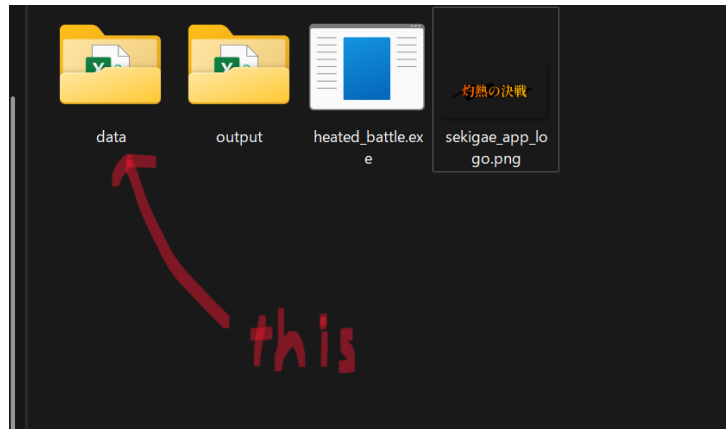 data
output
heated_battle.ex
e
灼熱の決戦
sekigae_app_lo
go.png
this